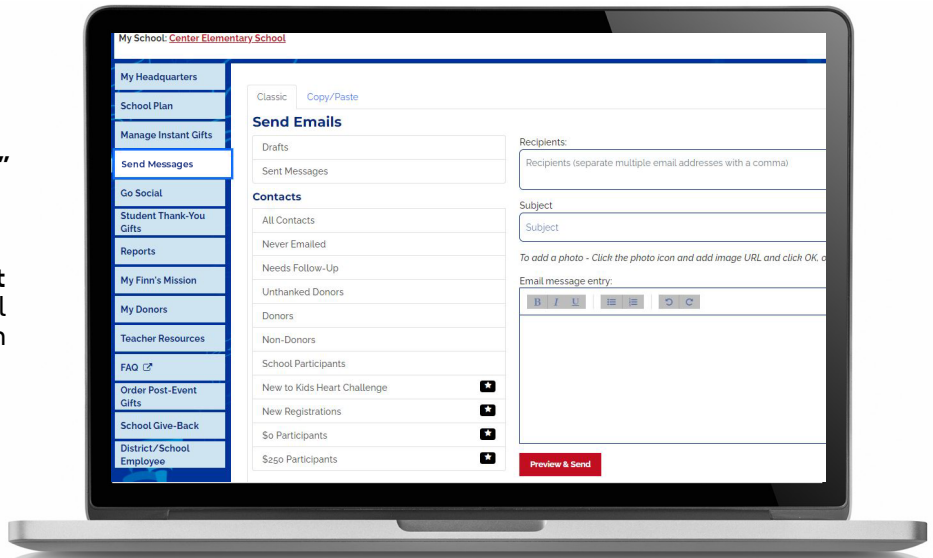 ”
t
l
n
My School: Center Elementary School
My Headquarters
School Plan
Manage Instant Gifts
Send Messages
Go Social
Student Thank-You
Gifts
Reports
My Finn's Mission
My Donors
Teacher Resources
FAQ
Order Post-Event
Gifts
School Give-Back
District/School
Employee
Classic Copy/Paste
Send Emails
Drafts
Sent Messages
Contacts
All Contacts
Never Emailed
Needs Follow-Up
Unthanked Donors
Donors
Non-Donors
School Participants
New to Kids Heart Challenge
New Registrations
$0 Participants
$250 Participants
Recipients:
Recipients (separate multiple email addresses with a comma)
Subject
Subject
To add a photo - Click the photo icon and add image URL and click OK, o
Email message entry:
B I U
Preview & Send